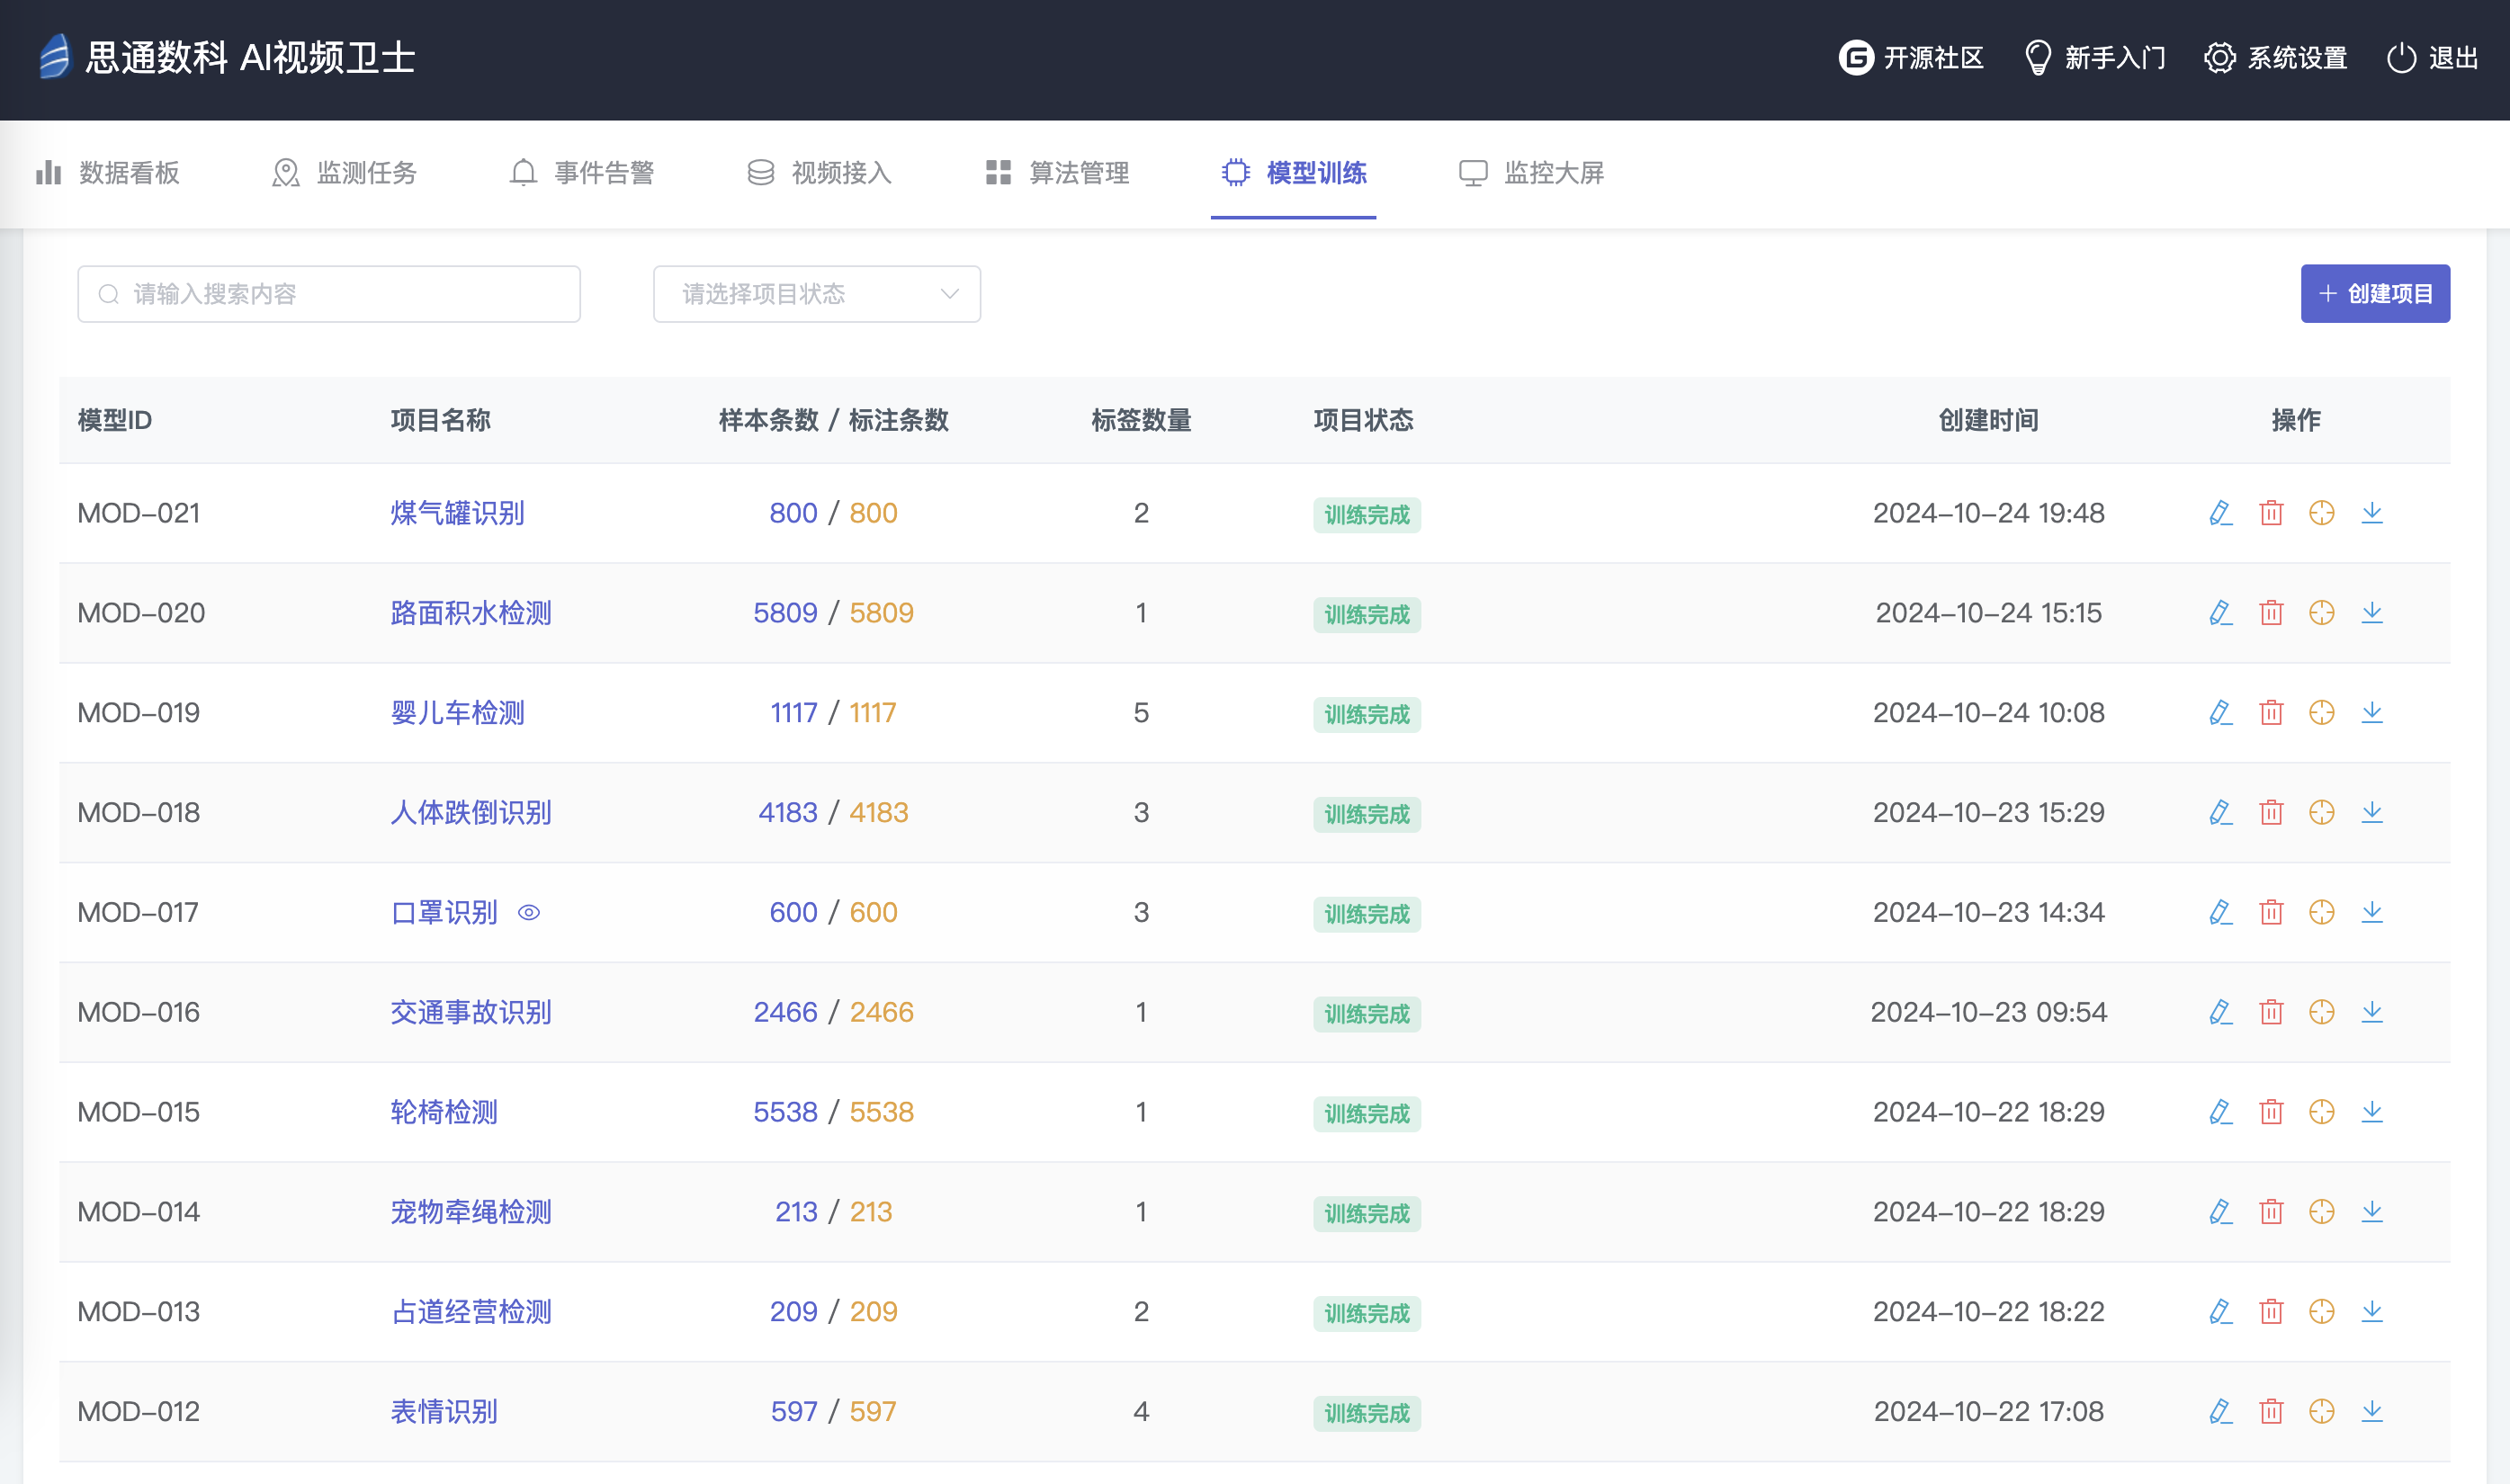 思通数科 AI视频卫士
开源社区 新手入门 系统设置 退出
数据看板 监测任务 事件告警 视频接入 算法管理 模型训练 监控大屏
请输入搜索内容 请选择项目状态 创建项目
模型ID 项目名称 样本条数 / 标注条数 标签数量 项目状态 创建时间 操作
MOD-021 煤气罐识别 800 / 800 2 训练完成 2024-10-24 19:48
MOD-020 路面积水检测 5809 / 5809 1 训练完成 2024-10-24 15:15
MOD-019 婴儿车检测 1117 / 1117 5 训练完成 2024-10-24 10:08
MOD-018 人体跌倒识别 4183 / 4183 3 训练完成 2024-10-23 15:29
MOD-017 口罩识别 600 / 600 3 训练完成 2024-10-23 14:34
MOD-016 交通事故识别 2466 / 2466 1 训练完成 2024-10-23 09:54
MOD-015 轮椅检测 5538 / 5538 1 训练完成 2024-10-22 18:29
MOD-014 宠物牵绳检测 213 / 213 1 训练完成 2024-10-22 18:29
MOD-013 占道经营检测 209 / 209 2 训练完成 2024-10-22 18:22
MOD-012 表情识别 597 / 597 4 训练完成 2024-10-22 17:08